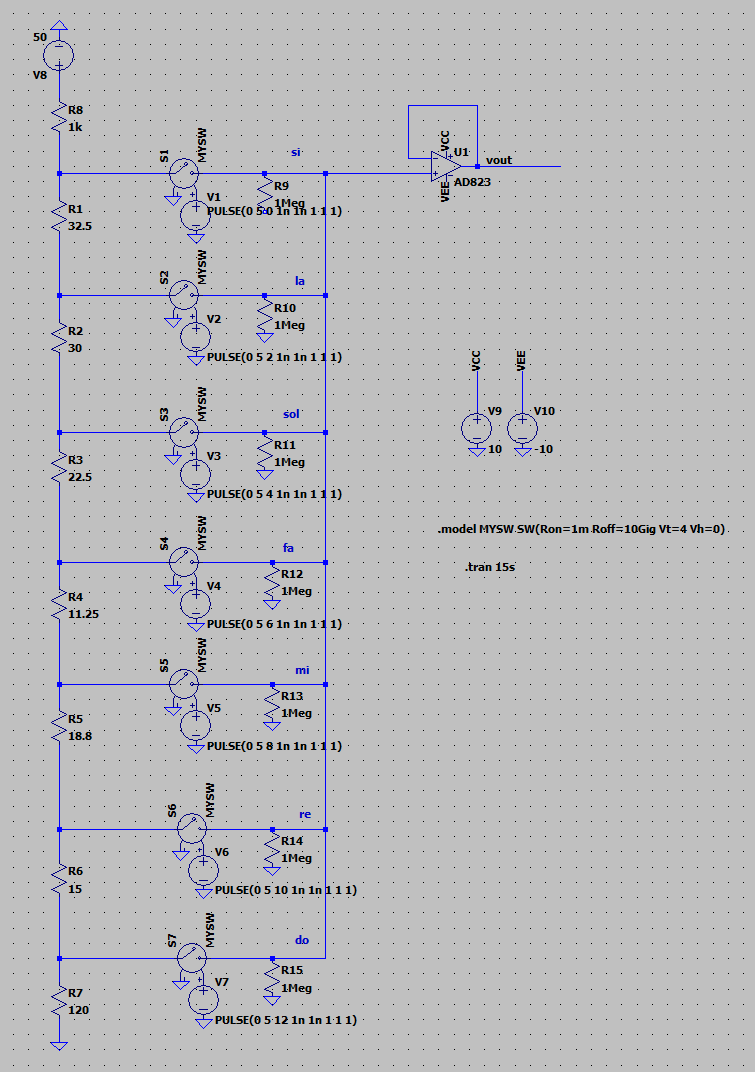 50
V8
R8
1k
S1
MYSW
si
R9
1Meg
V1
PULSE(0 5 0 1n 1n 1 1 1)
VCC
U1
vout
AD823
VEE
R1
32.5
S2
MYSW
la
R10
1Meg
V2
PULSE(0 5 2 1n 1n 1 1 1)
R2
30
S3
MYSW
sol
R11
1Meg
V3
PULSE(0 5 4 1n 1n 1 1 1)
VCC
VEE
V9
V10
10
-10
R3
22.5
S4
MYSW
fa
R12
1Meg
V4
PULSE(0 5 6 1n 1n 1 1 1)
.model MYSW SW(Ron=1m Roff=10Gig Vt=4 Vh=0)
.tran 15s
R4
11.25
S5
MYSW
mi
R13
1Meg
V5
PULSE(0 5 8 1n 1n 1 1 1)
R5
18.8
S6
MYSW
re
R14
1Meg
V6
PULSE(0 5 10 1n 1n 1 1 1)
R6
15
S7
MYSW
do
R15
1Meg
V7
PULSE(0 5 12 1n 1n 1 1 1)
R7
120